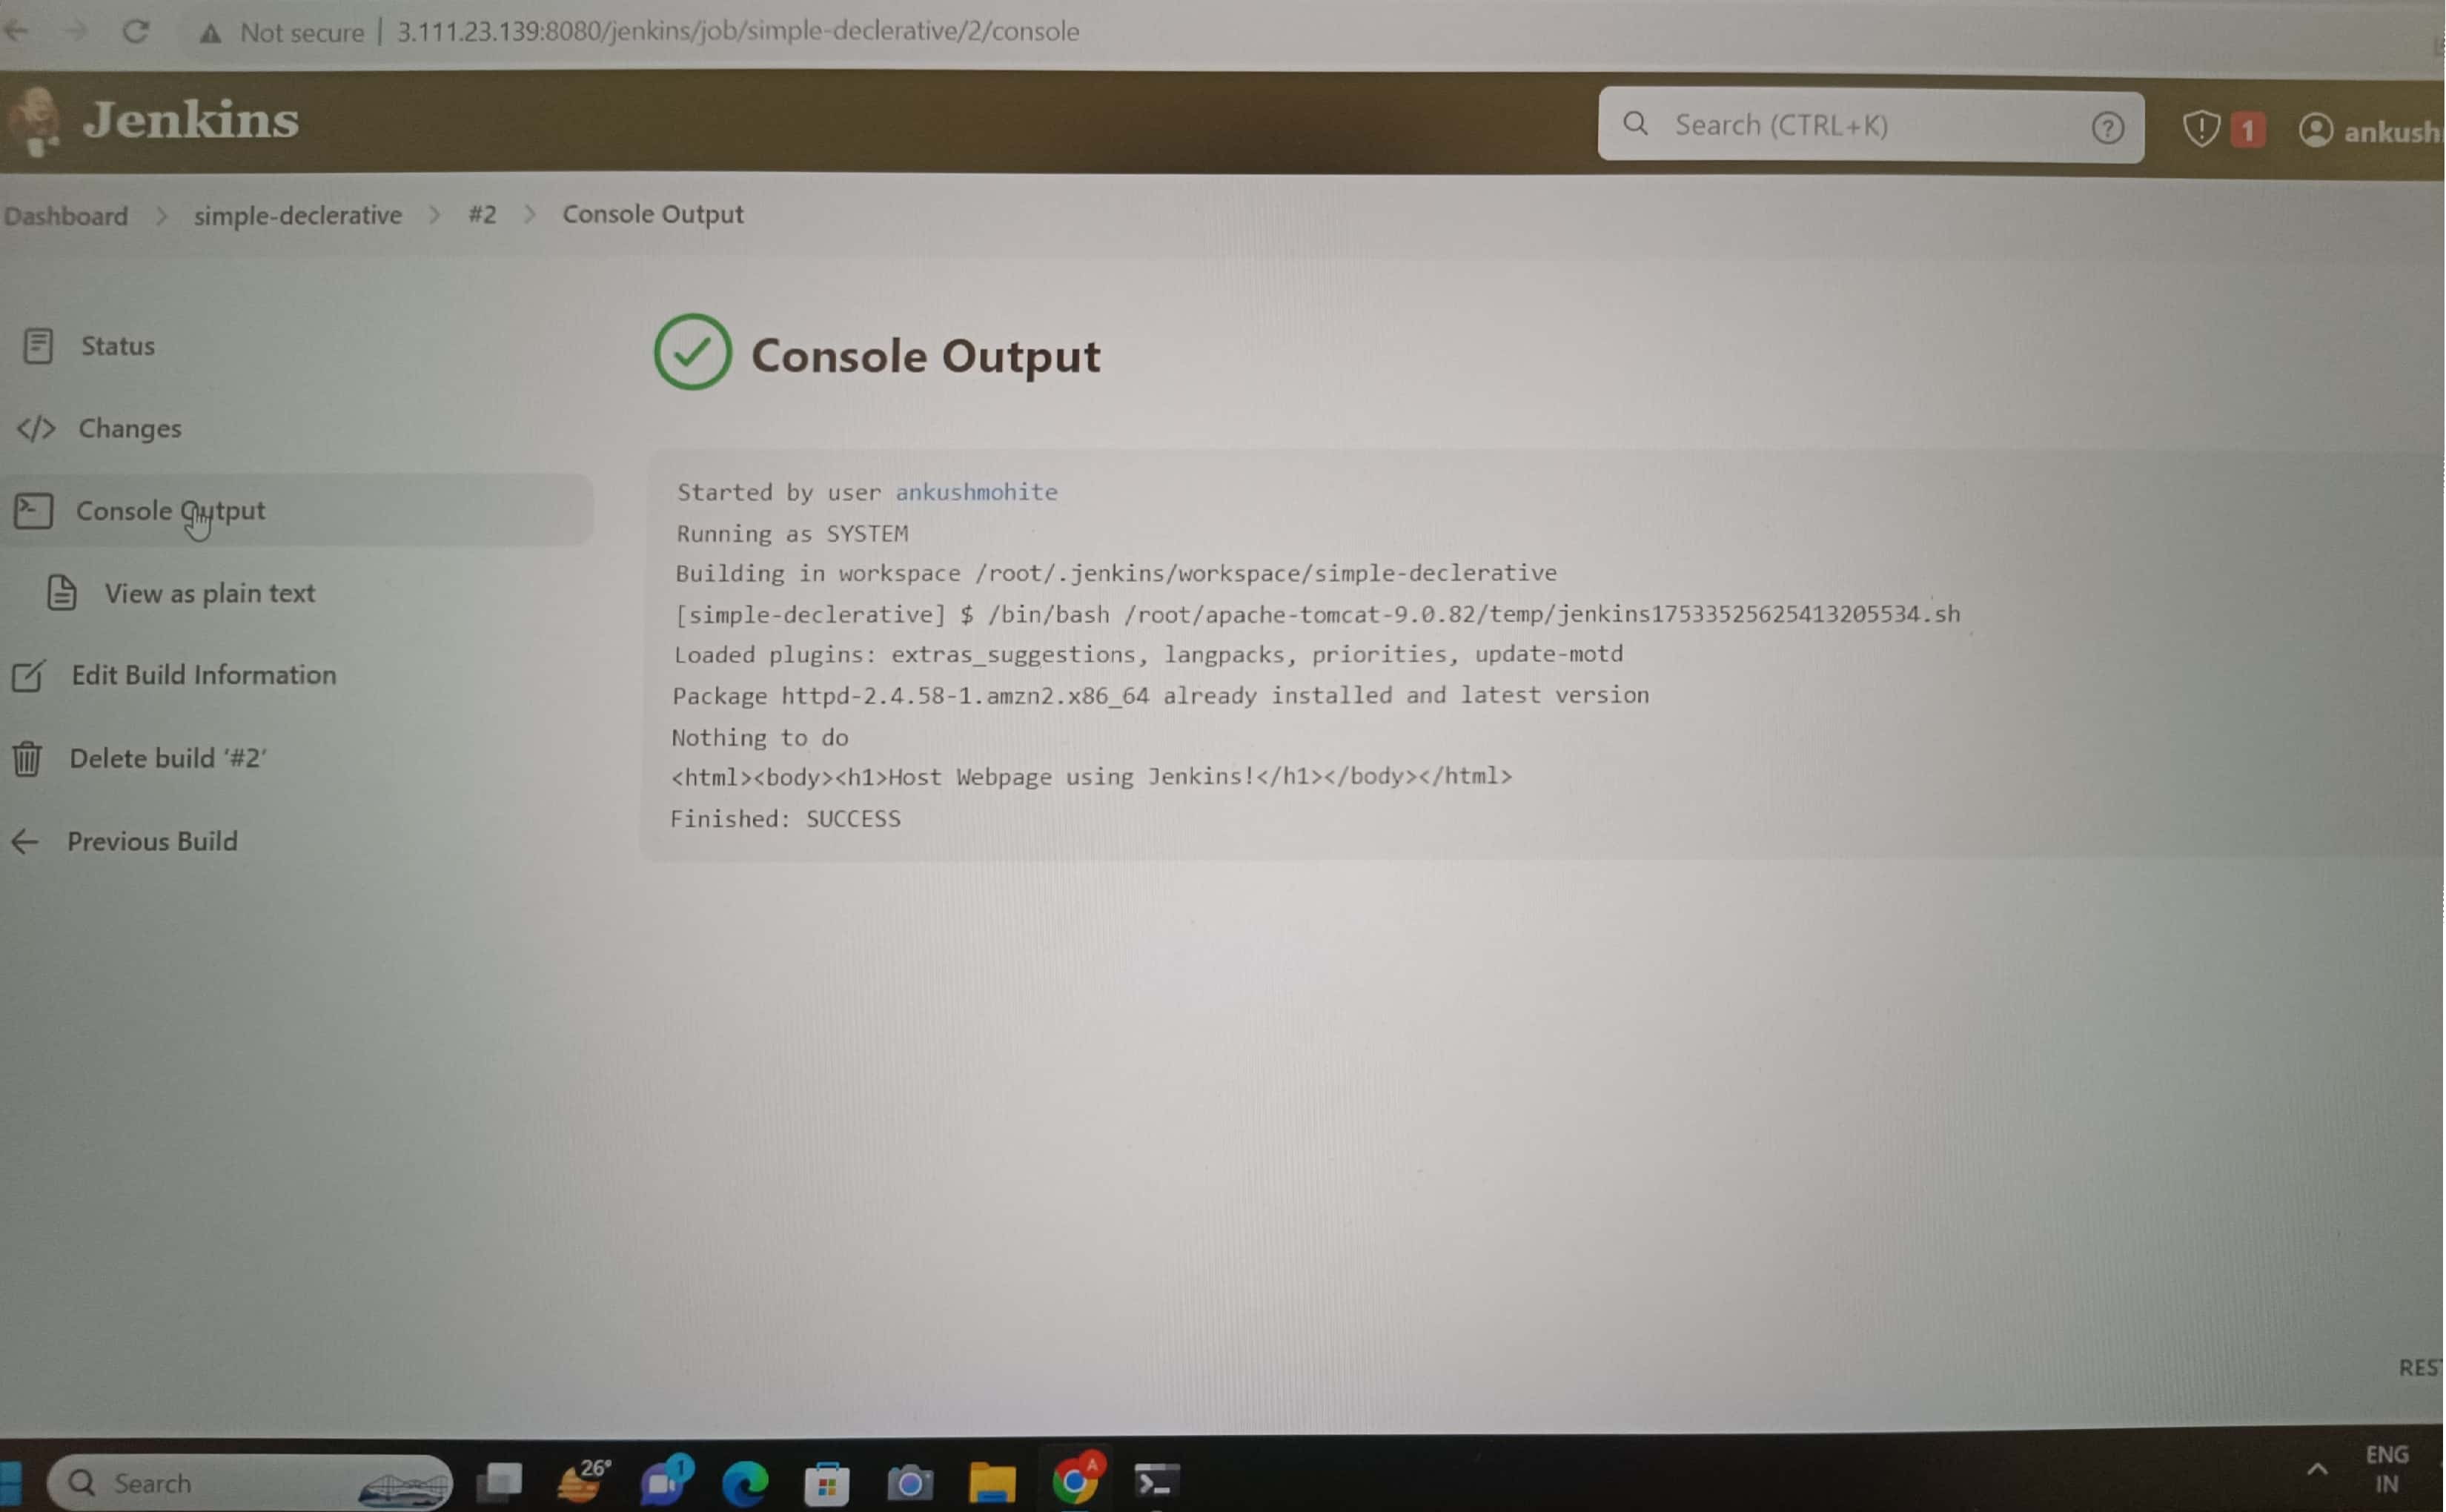 Not secure | 3.111.23.139:8080/jenkins/job/simple-declerative/2/console
Jenkins
Search (CTRL+K)
1
ankush
Dashboard > simple-declerative > #2 > Console Output
Status
Changes
Console Output
View as plain text
Edit Build Information
Delete build '#2'
Previous Build
Console Output
Started by user ankushmohite
Running as SYSTEM
Building in workspace /root/.jenkins/workspace/simple-declerative
[simple-declerative] $ /bin/bash /root/apache-tomcat-9.0.82/temp/jenkins17533525625413205534.sh
Loaded plugins: extras_suggestions, langpacks, priorities, update-motd
Package httpd-2.4.58-1.amzn2.x86_64 already installed and latest version
Nothing to do
<html><body><h1>Host Webpage using Jenkins!</h1></body></html>
Finished: SUCCESS
RES
Search
26°
1
A
ENG
IN